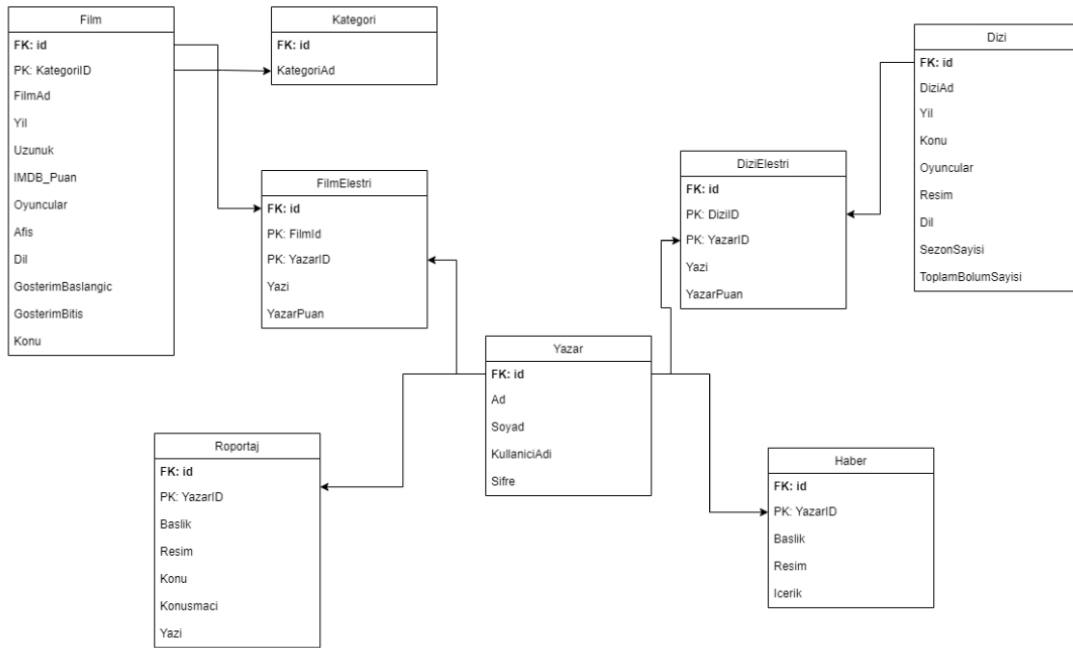 Film
FK: id
PK: KategoriID
FilmAd
Yil
Uzunuk
IMDB_Puan
Oyuncular
Afis
Dil
GosterimBaslangic
GosterimBitis
Konu
Kategori
FK: id
KategoriAd
Dizi
FK: id
DiziAd
Yil
Konu
Oyuncular
Resim
Dil
SezonSayisi
ToplamBolumSayisi
FilmElestri
FK: id
PK: FilmId
PK: YazarID
Yazi
YazarPuan
DiziElestri
FK: id
PK: DiziID
PK: YazarID
Yazi
YazarPuan
Yazar
FK: id
Ad
Soyad
KullaniciAdi
Sifre
Roportaj
FK: id
PK: YazarID
Baslik
Resim
Konu
Konusmaci
Yazi
Haber
FK: id
PK: YazarID
Baslik
Resim
Icerik